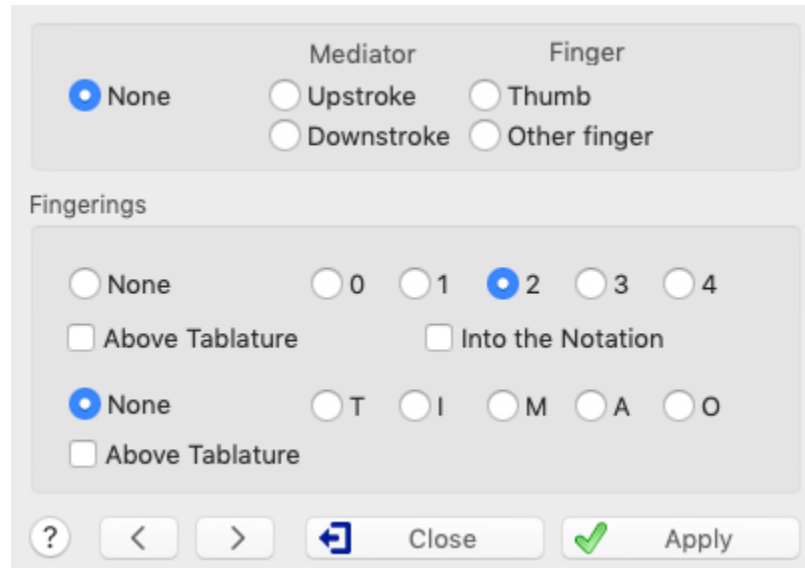 Mediator Finger
None Upstroke Thumb
Downstroke Other finger
Fingerings
None 0 1 2 3 4
Above Tablature Into the Notation
None T I M A O
Above Tablature
? < > Close Apply